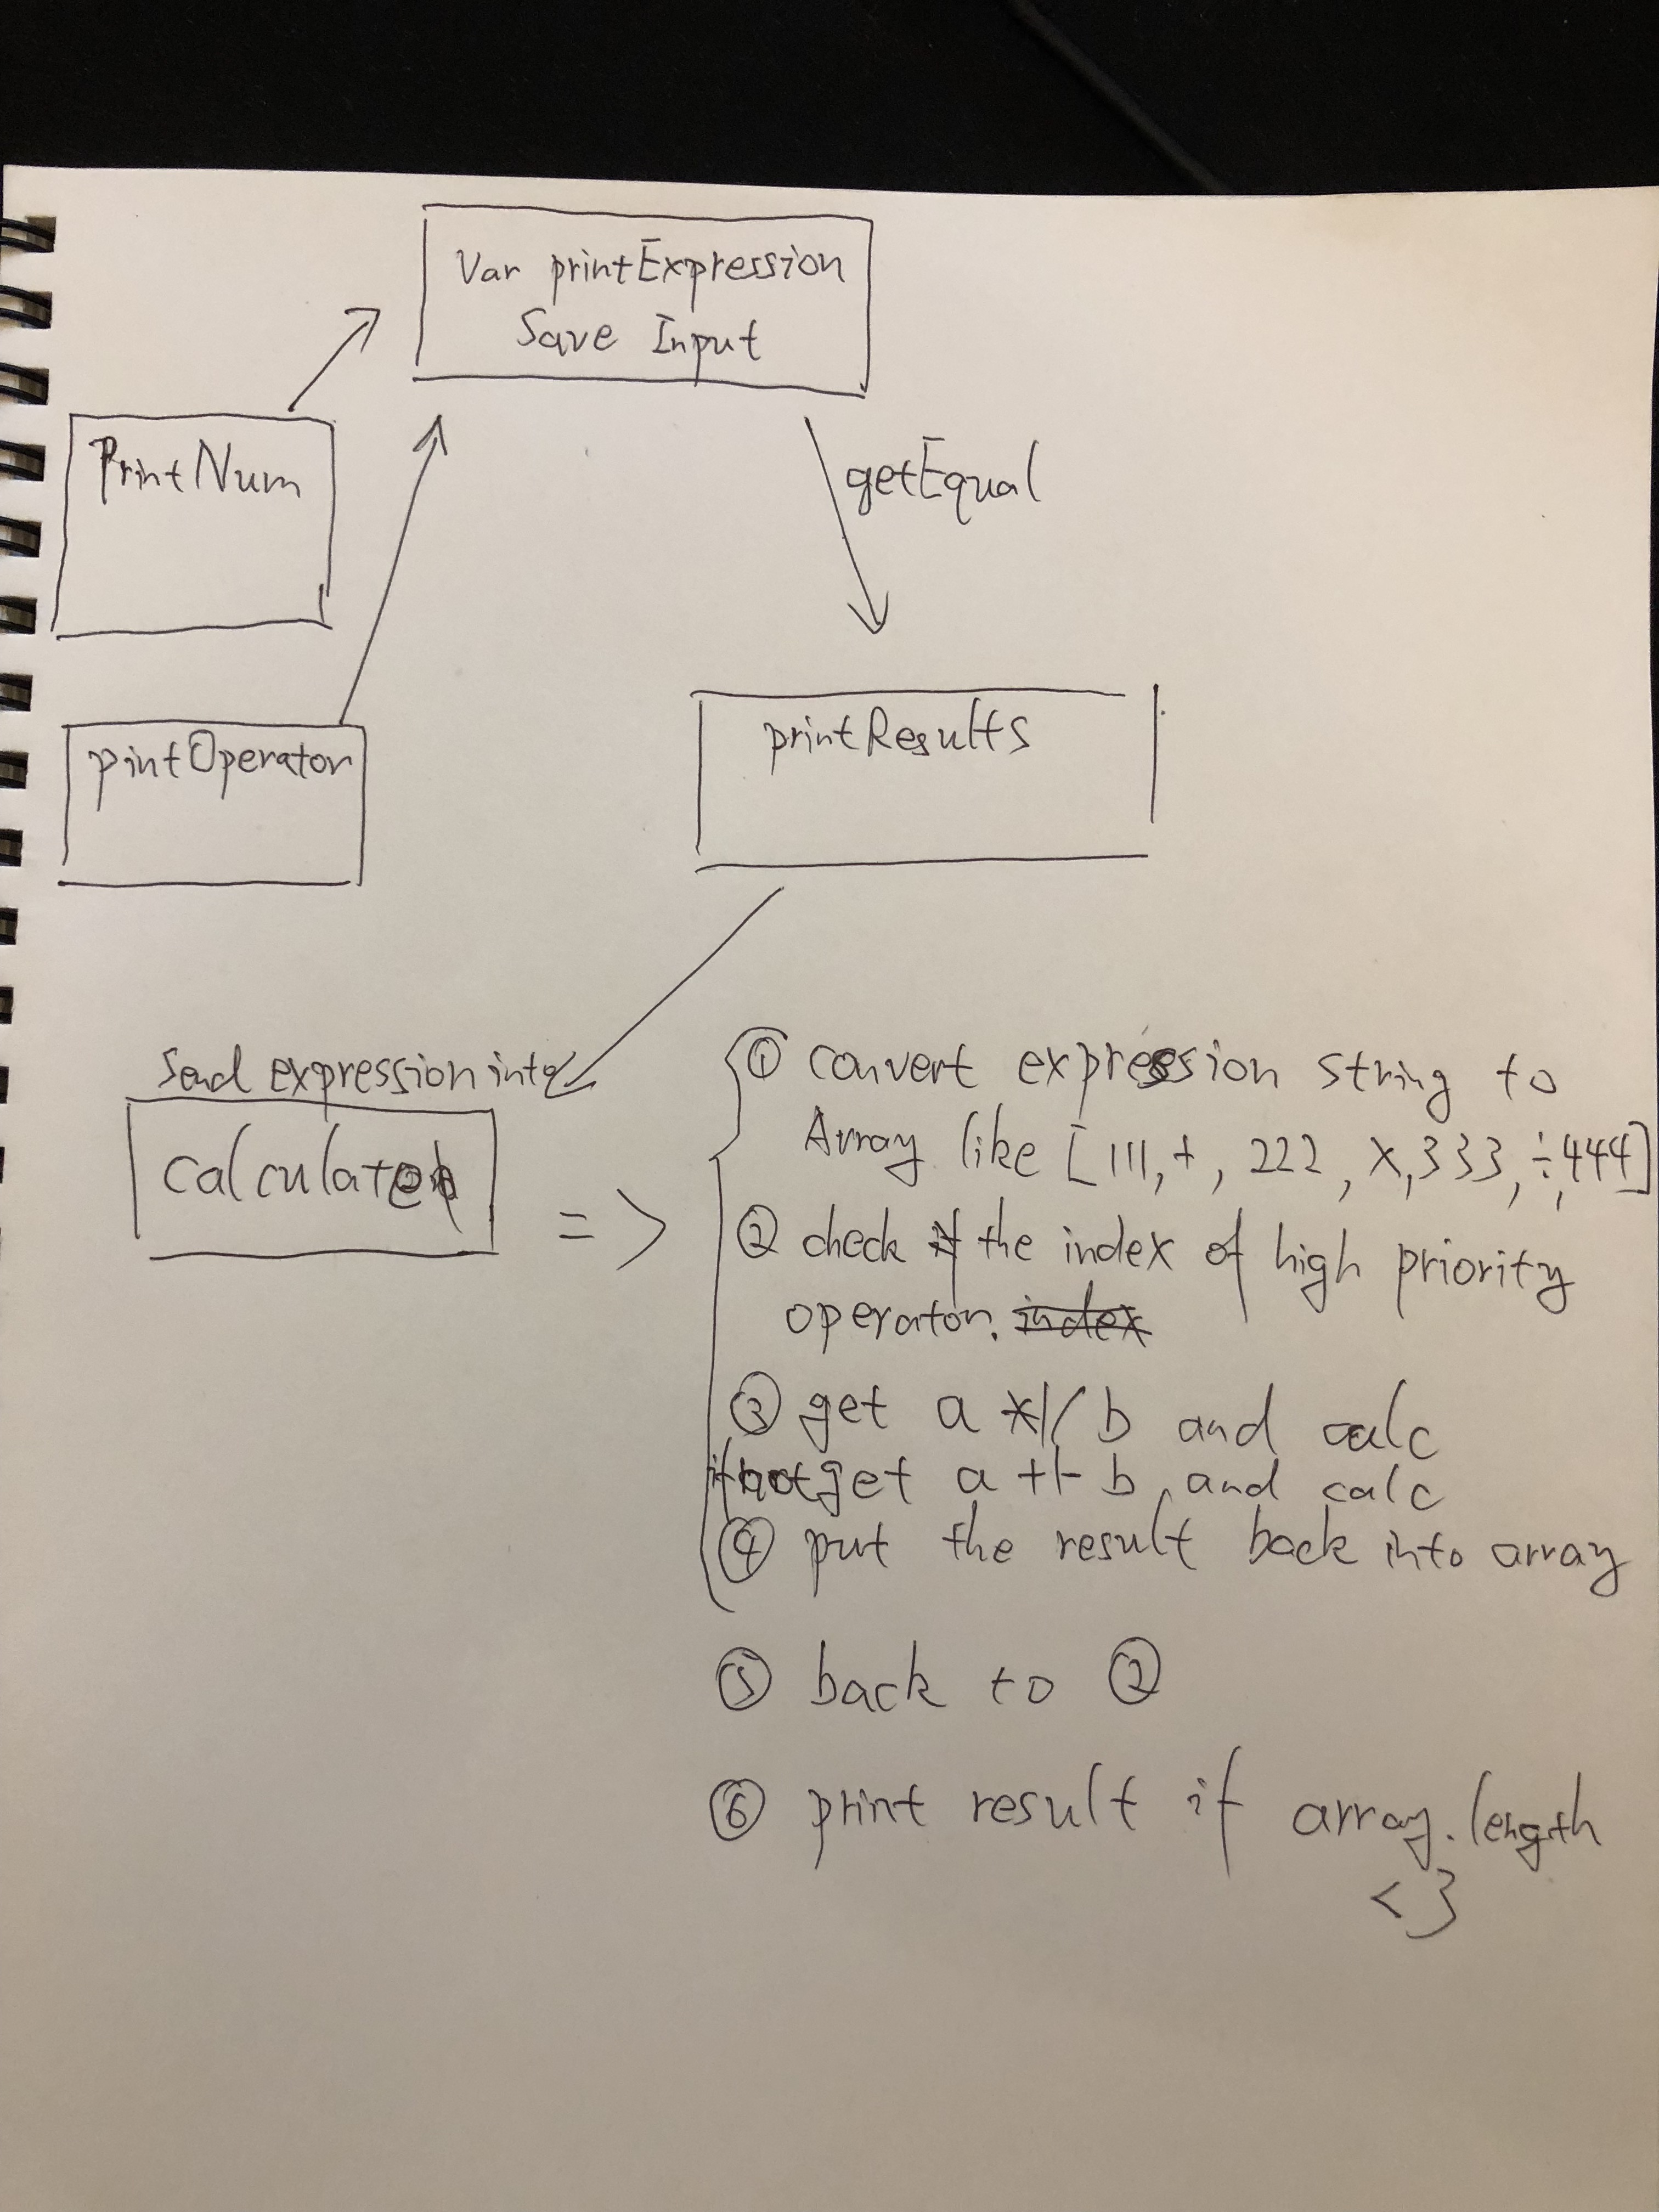 Var printExpression
Save Input
PrintNum
getEqual
pintOperator
printResults
Send expression into
calculate
=>
① convert expression string to
Array like [111,+, 222, x,333,÷,444]
② check if the index of high priority
operator. index
③ get a *|/ b and calc
if not get a +|- b, and calc
④ put the result back into array
⑤ back to ②
⑥ print result if array.length
<3